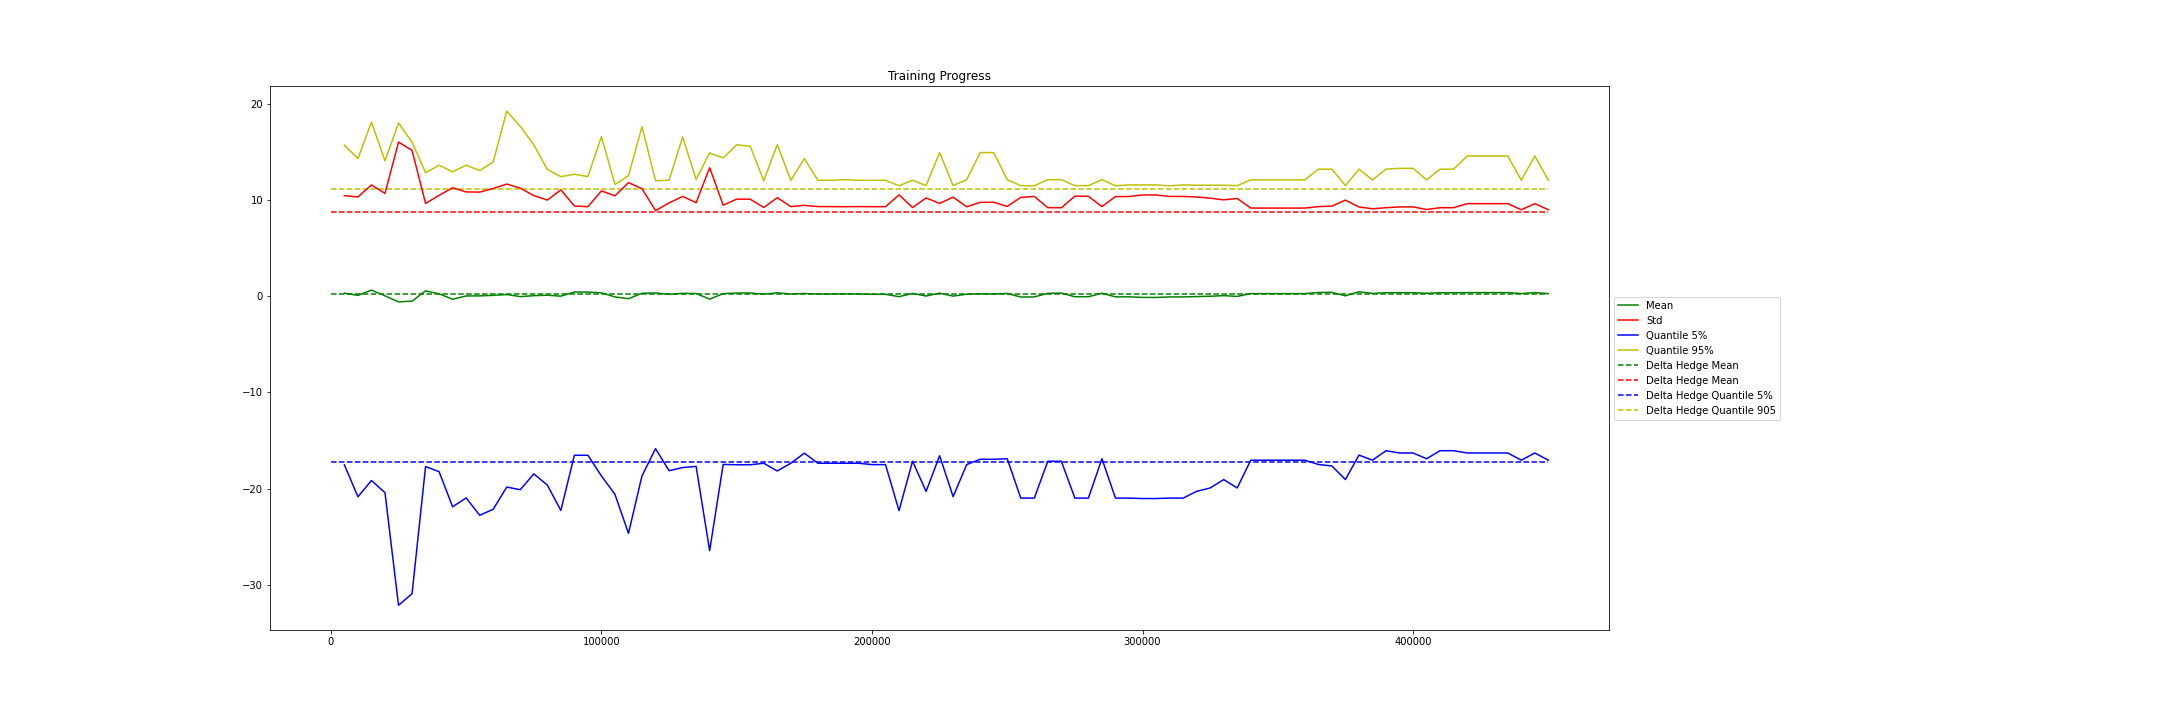 Training Progress
20
10
0
−10
−20
−30
0
100000
200000
300000
400000
Mean
Std
Quantile 5%
Quantile 95%
Delta Hedge Mean
Delta Hedge Mean
Delta Hedge Quantile 5%
Delta Hedge Quantile 905